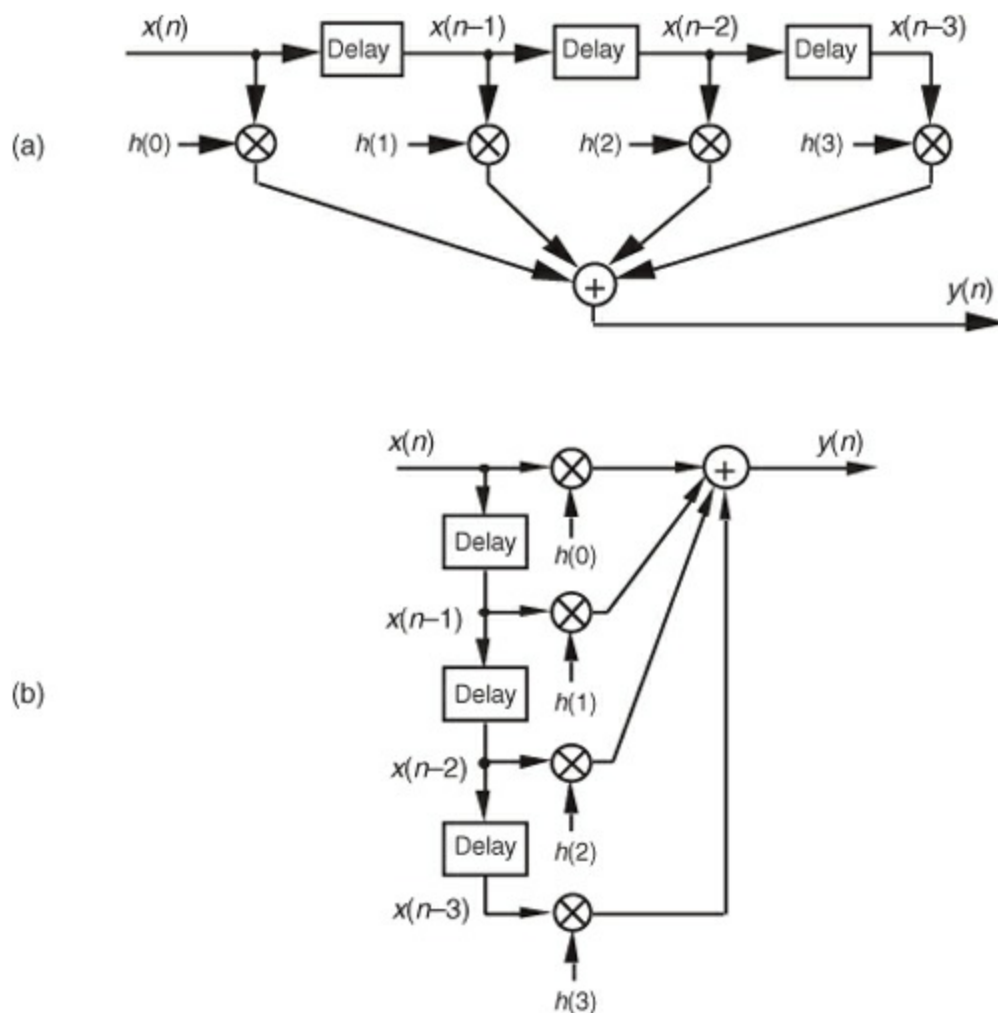 x(n) x(n–1) x(n–2) x(n–3)
Delay Delay Delay
(a) h(0) h(1) h(2) h(3)
+
y(n)
x(n) y(n)
+
Delay h(0)
x(n–1)
(b) Delay h(1)
x(n–2)
Delay h(2)
x(n–3)
h(3)